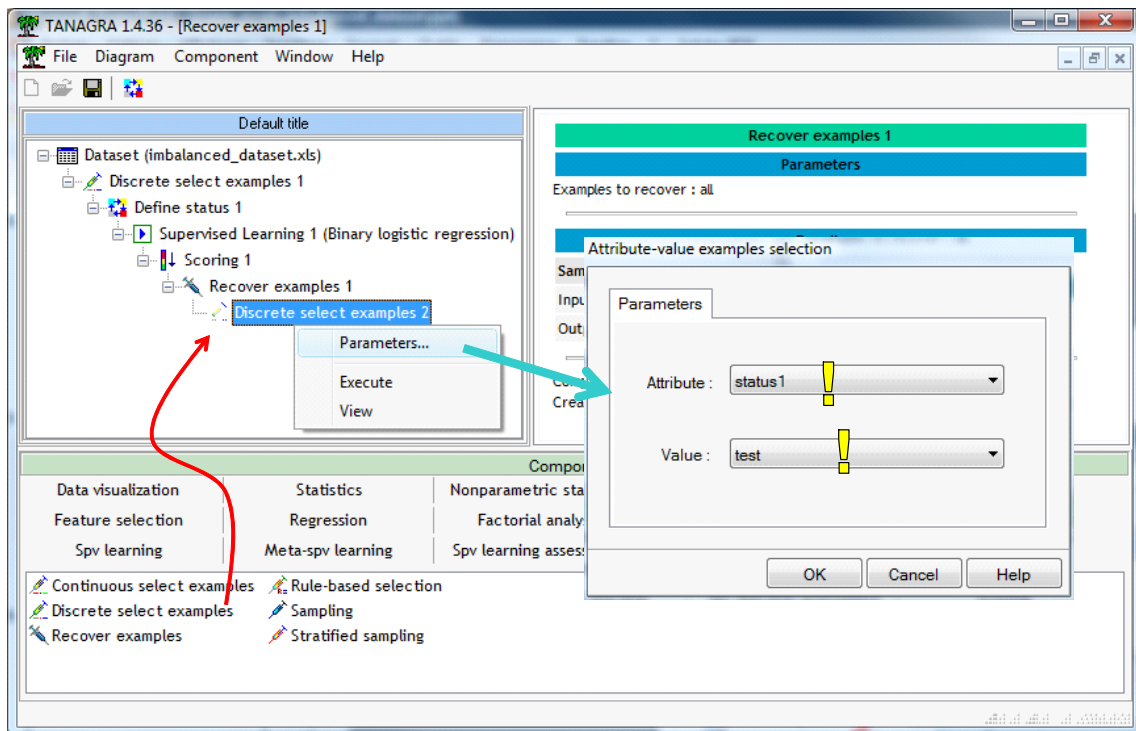 TANAGRA 1.4.36 - [Recover examples 1]
File Diagram Component Window Help
Default title
Dataset (imbalanced_dataset.xls)
Discrete select examples 1
Define status 1
Supervised Learning 1 (Binary logistic regression)
Scoring 1
Recover examples 1
Discrete select examples 2
Parameters...
Execute
View
Recover examples 1
Parameters
Examples to recover : all
Attribute-value examples selection
Parameters
Attribute : status1
Value : test
OK Cancel Help
Data visualization Statistics
Feature selection Regression
Spv learning Meta-spv learning Spv learning
Continuous select examples Rule-based selection
Discrete select examples Sampling
Recover examples Stratified sampling